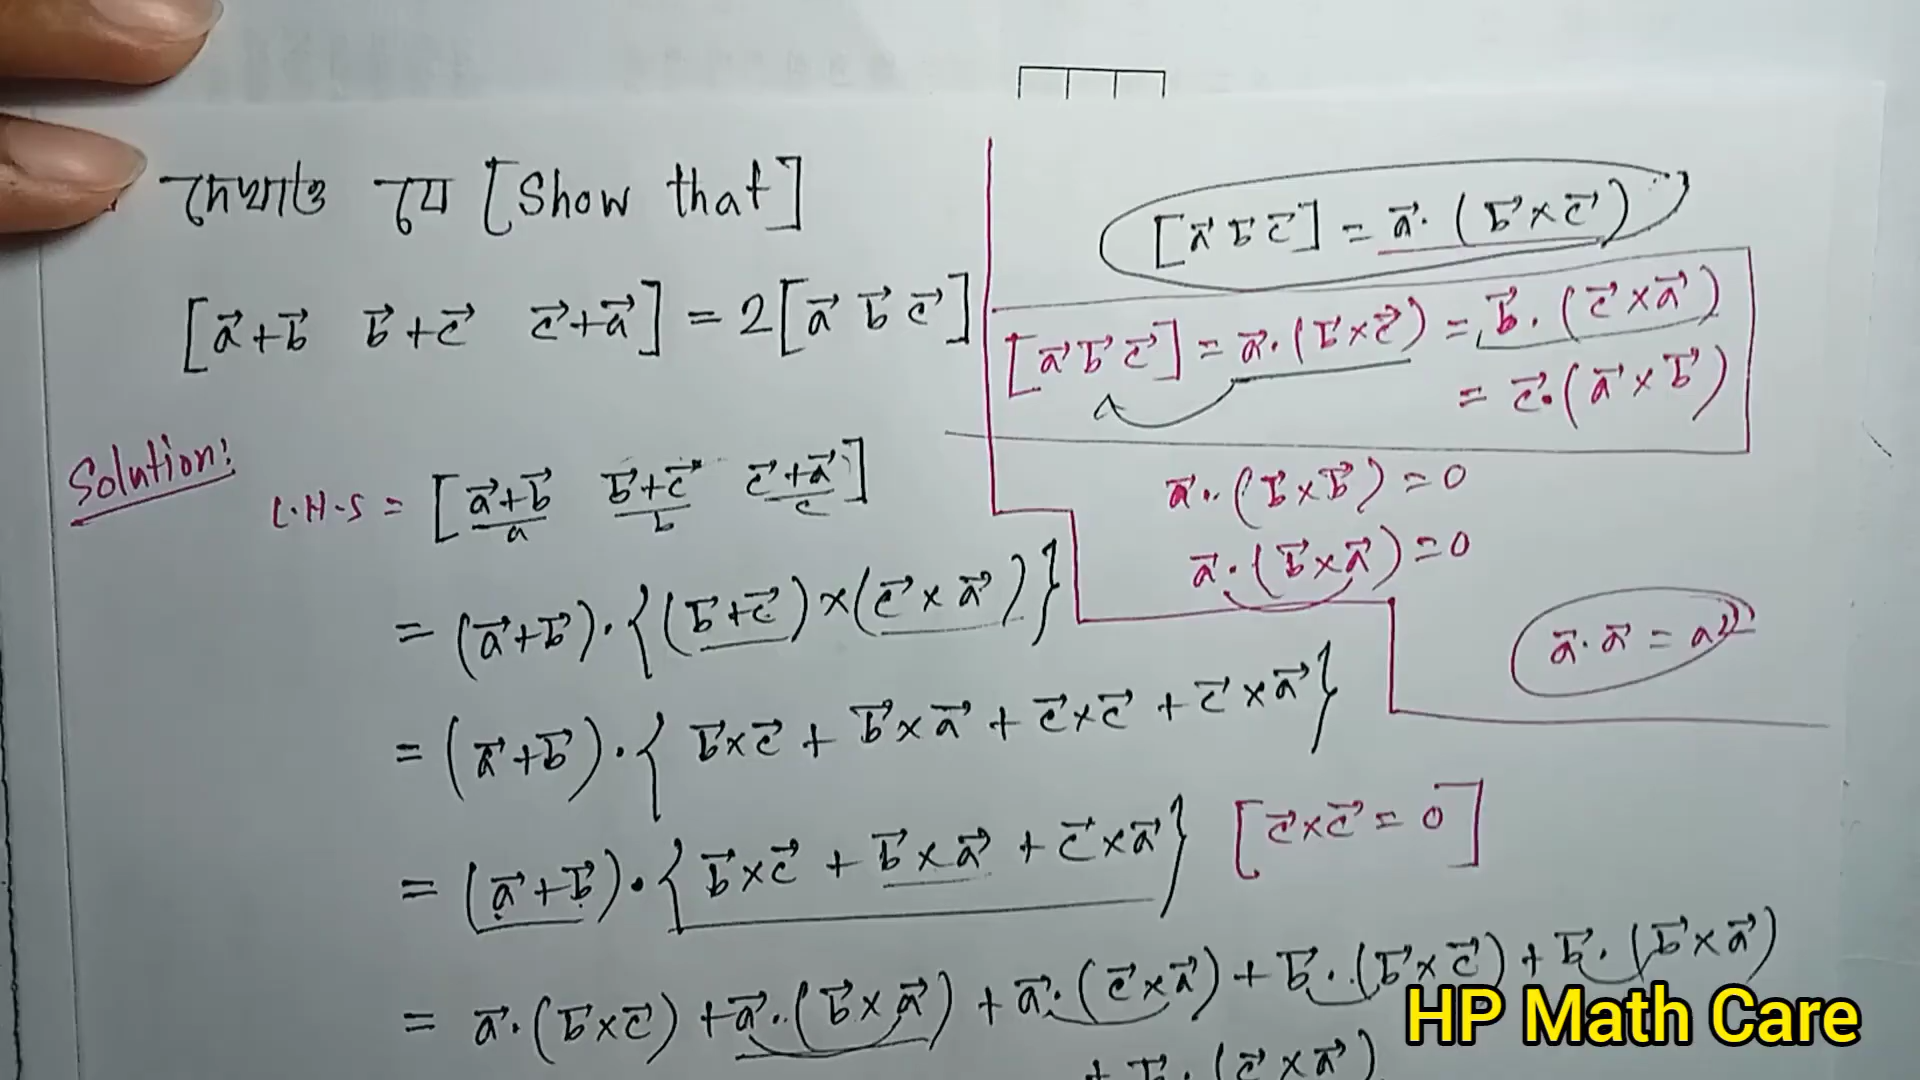 দেখাও যে [Show that]
[a⃗+b⃗ b⃗+c⃗ c⃗+a⃗] = 2[a⃗ b⃗ c⃗]
[a⃗ b⃗ c⃗] = a⃗·(b⃗×c⃗)
[a⃗ b⃗ c⃗] = a⃗·(b⃗×c⃗) = b⃗·(c⃗×a⃗)
= c⃗·(a⃗×b⃗)
a⃗·(b⃗×b⃗) = 0
a⃗·(b⃗×a⃗) = 0
a⃗·a⃗ = a²
Solution:
L.H.S = [a⃗+b⃗ b⃗+c⃗ c⃗+a⃗]
a b c
= (a⃗+b⃗)·{(b⃗+c⃗)×(c⃗×a⃗)}
= (a⃗+b⃗)·{b⃗×c⃗ + b⃗×a⃗ + c⃗×c⃗ + c⃗×a⃗}
= (a⃗+b⃗)·{b⃗×c⃗ + b⃗×a⃗ + c⃗×a⃗} [c⃗×c⃗ = 0]
= a⃗·(b⃗×c⃗) + a⃗·(b⃗×a⃗) + a⃗·(c⃗×a⃗) + b⃗·(b⃗×c⃗) + b⃗·(b⃗×a⃗)
+ b⃗·(c⃗×a⃗)
HP Math Care